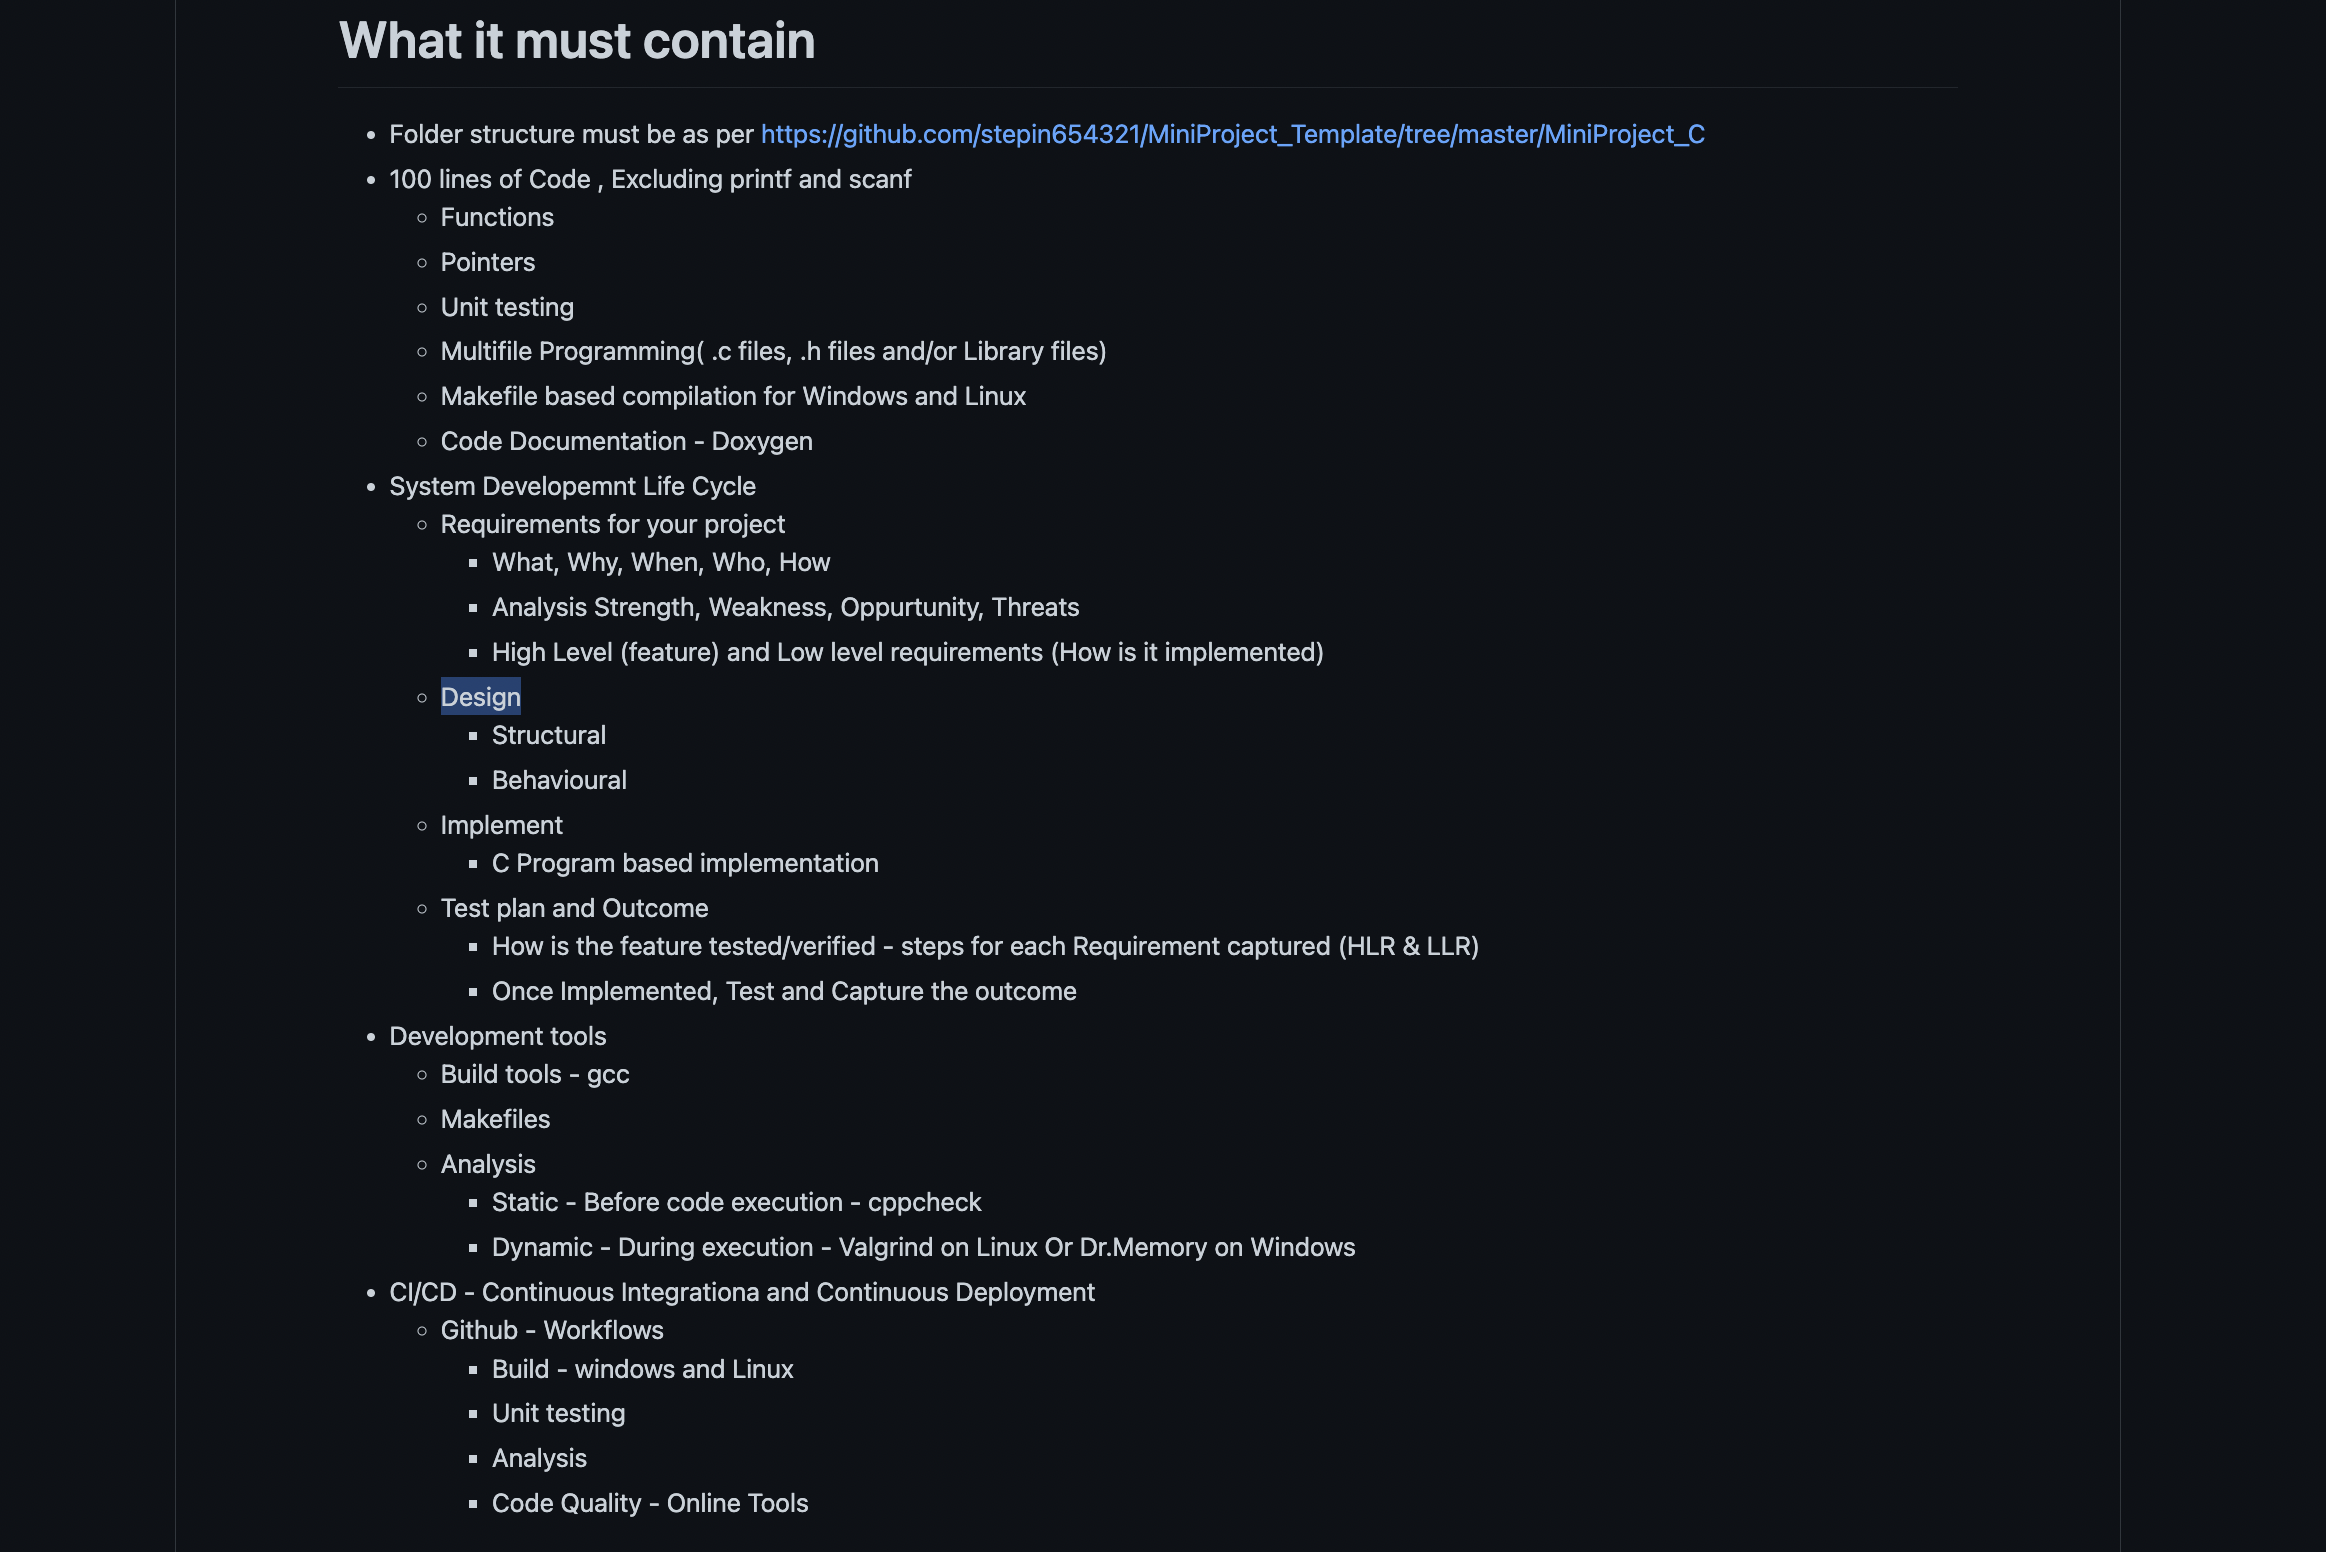 What it must contain
Folder structure must be as per https://github.com/stepin654321/MiniProject_Template/tree/master/MiniProject_C
100 lines of Code , Excluding printf and scanf
Functions
Pointers
Unit testing
Multifile Programming( .c files, .h files and/or Library files)
Makefile based compilation for Windows and Linux
Code Documentation - Doxygen
System Developemnt Life Cycle
Requirements for your project
What, Why, When, Who, How
Analysis Strength, Weakness, Oppurtunity, Threats
High Level (feature) and Low level requirements (How is it implemented)
Design
Structural
Behavioural
Implement
C Program based implementation
Test plan and Outcome
How is the feature tested/verified - steps for each Requirement captured (HLR & LLR)
Once Implemented, Test and Capture the outcome
Development tools
Build tools - gcc
Makefiles
Analysis
Static - Before code execution - cppcheck
Dynamic - During execution - Valgrind on Linux Or Dr.Memory on Windows
CI/CD - Continuous Integrationa and Continuous Deployment
Github - Workflows
Build - windows and Linux
Unit testing
Analysis
Code Quality - Online Tools